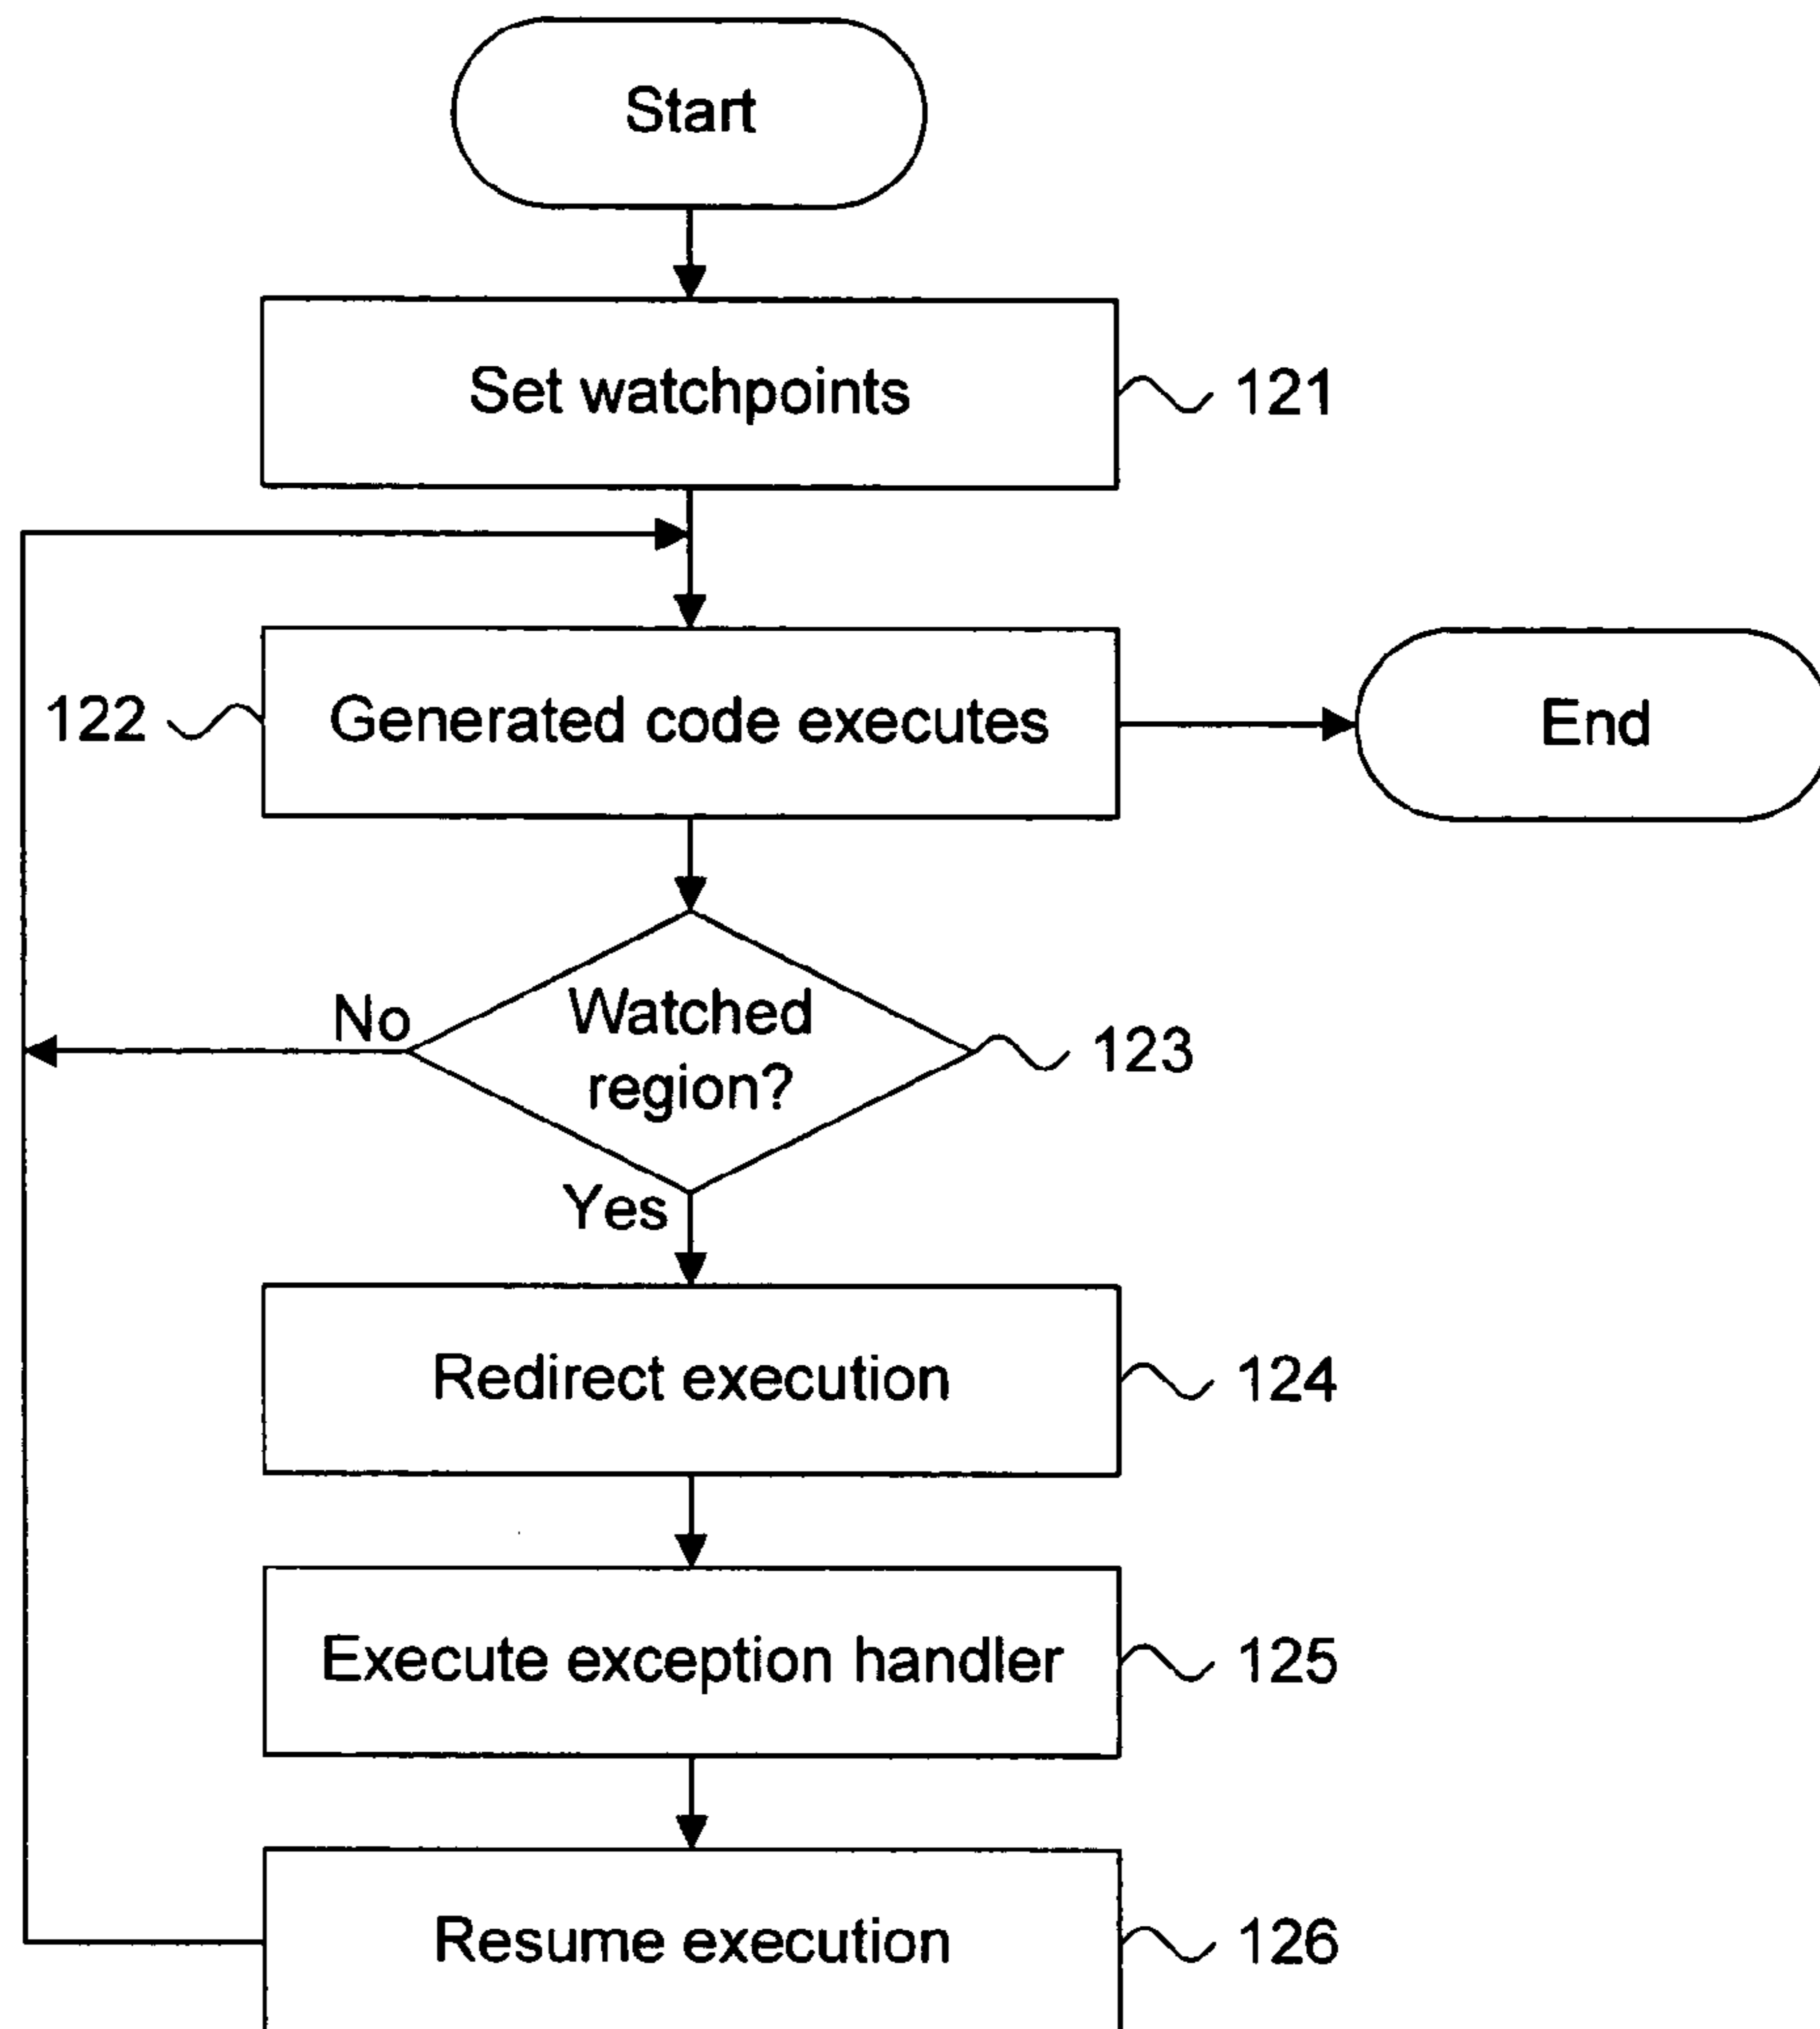 Start
Set watchpoints
121
122
Generated code executes
End
No
Watched
region?
123
Yes
Redirect execution
124
Execute exception handler
125
Resume execution
126